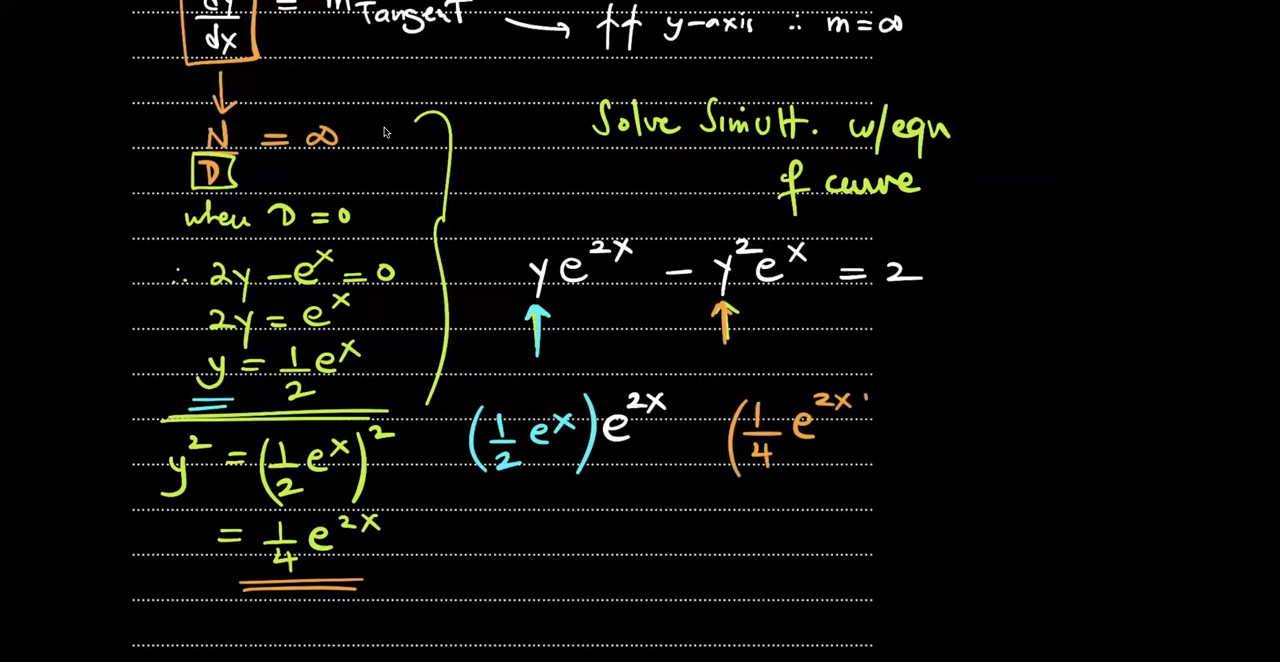 dy/dx = m Tangent → ⇈ y-axis ∴ m = ∞
↓
N/D = ∞
when D = 0
∴ 2y - e^x = 0
2y = e^x
y = 1/2 e^x
y^2 = (1/2 e^x)^2
= 1/4 e^2x
Solve Simult. w/eqn
of curve
ye^2x - y^2e^x = 2
(1/2 e^x)e^2x (1/4 e^2x